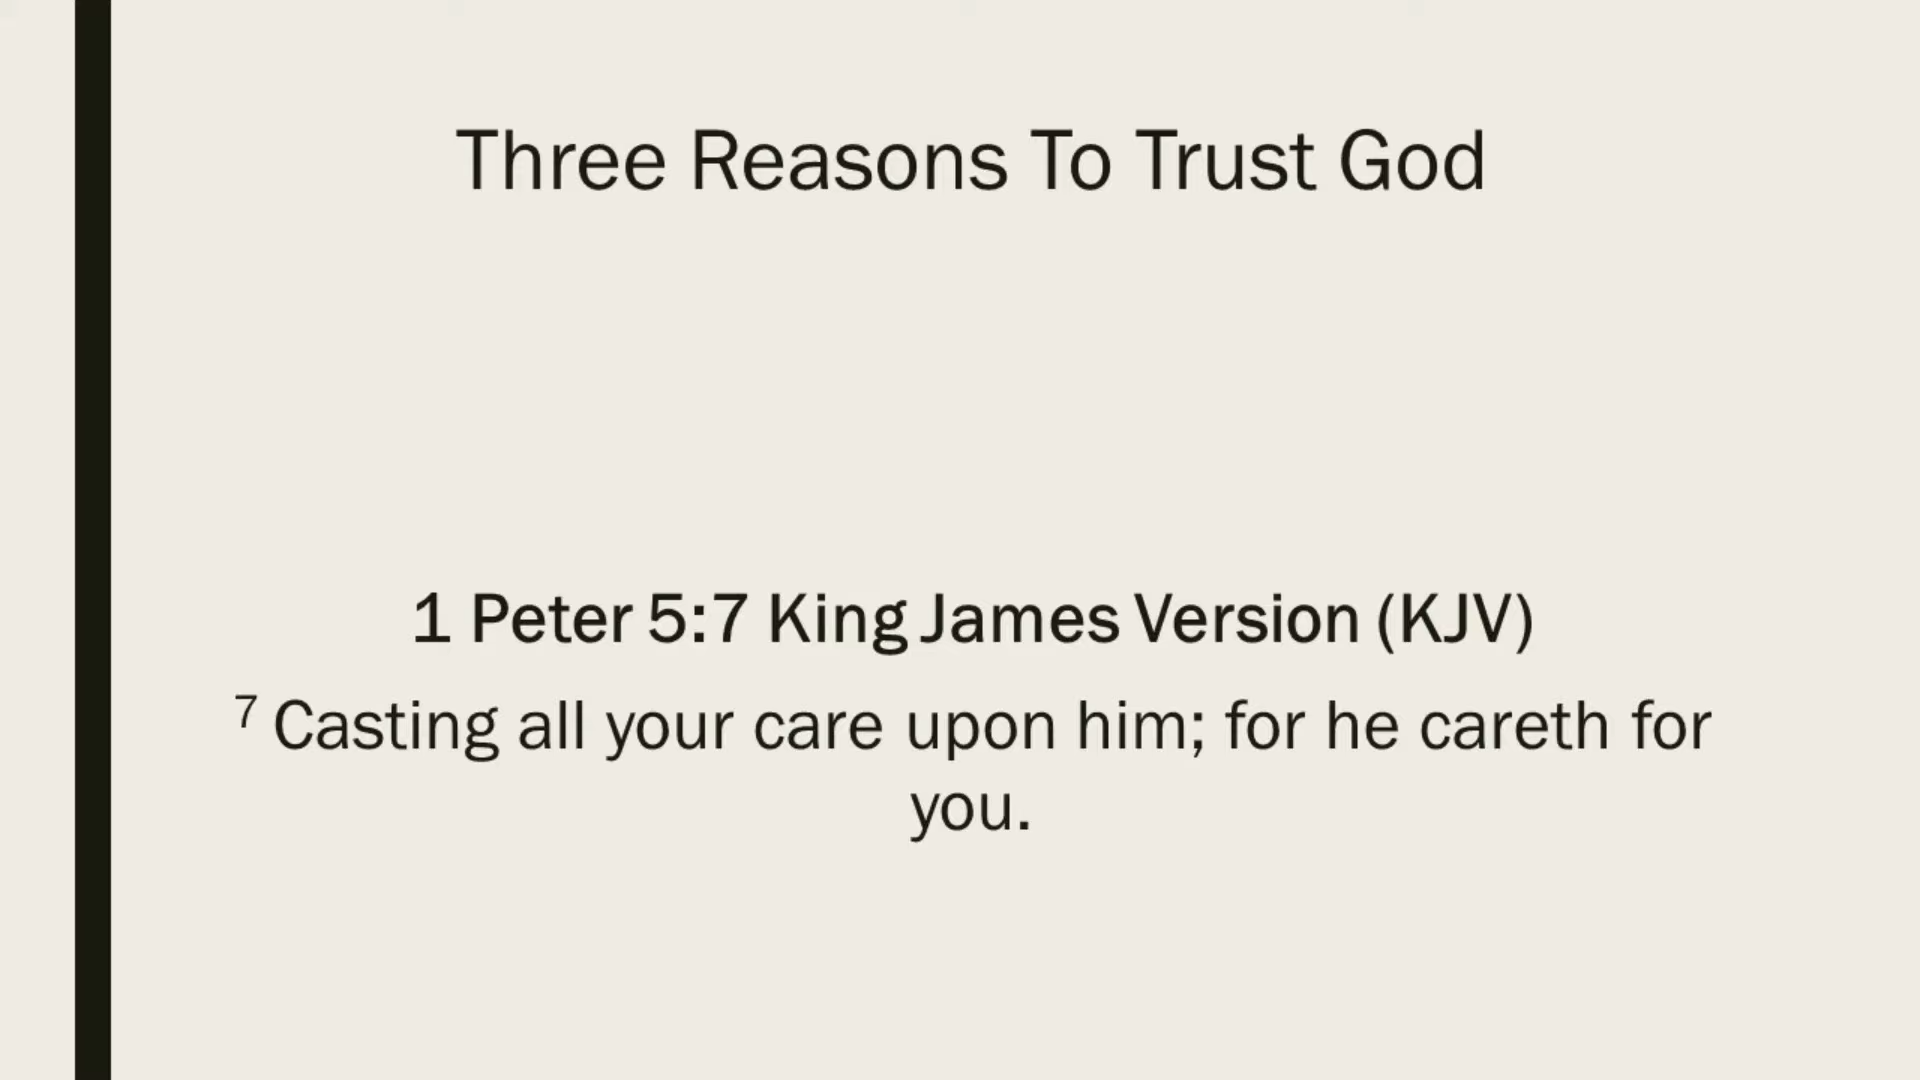 Three Reasons To Trust God
1 Peter 5:7 King James Version (KJV)
7 Casting all your care upon him; for he careth for
you.